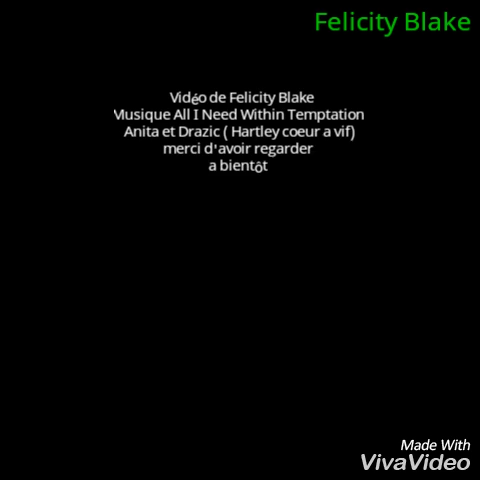 Felicity Blake
Vidéo de Felicity Blake
Musique All I Need Within Temptation
Anita et Drazic ( Hartley coeur a vif)
merci d'avoir regarder
a bientôt
Made With
VivaVideo